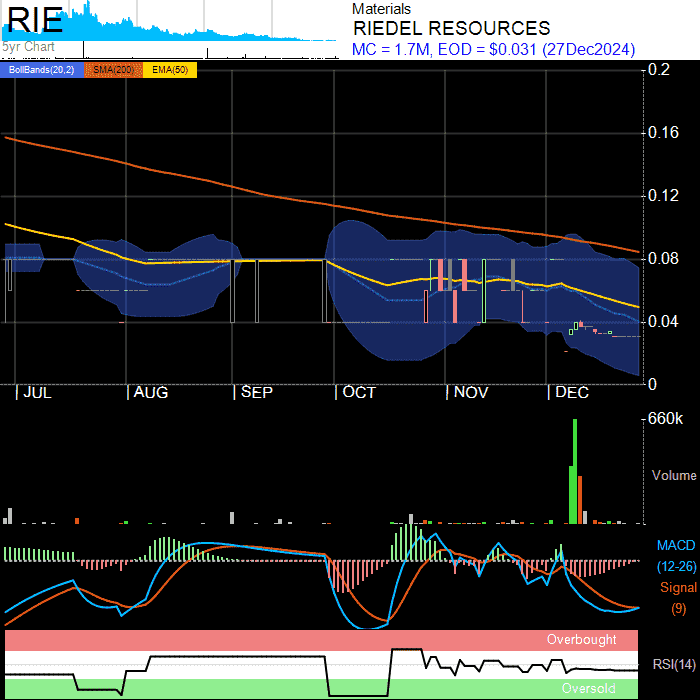 RIE
5yr Chart
Materials
RIEDEL RESOURCES
MC = 1.7M, EOD = $0.031 (27Dec2024)
BollBands(20,2) SMA(200) EMA(50)
0.2
0.16
0.12
0.08
0.04
0
JUL AUG SEP OCT NOV DEC
660k
Volume
MACD
(12-26)
Signal
(9)
Overbought
RSI(14)
Oversold